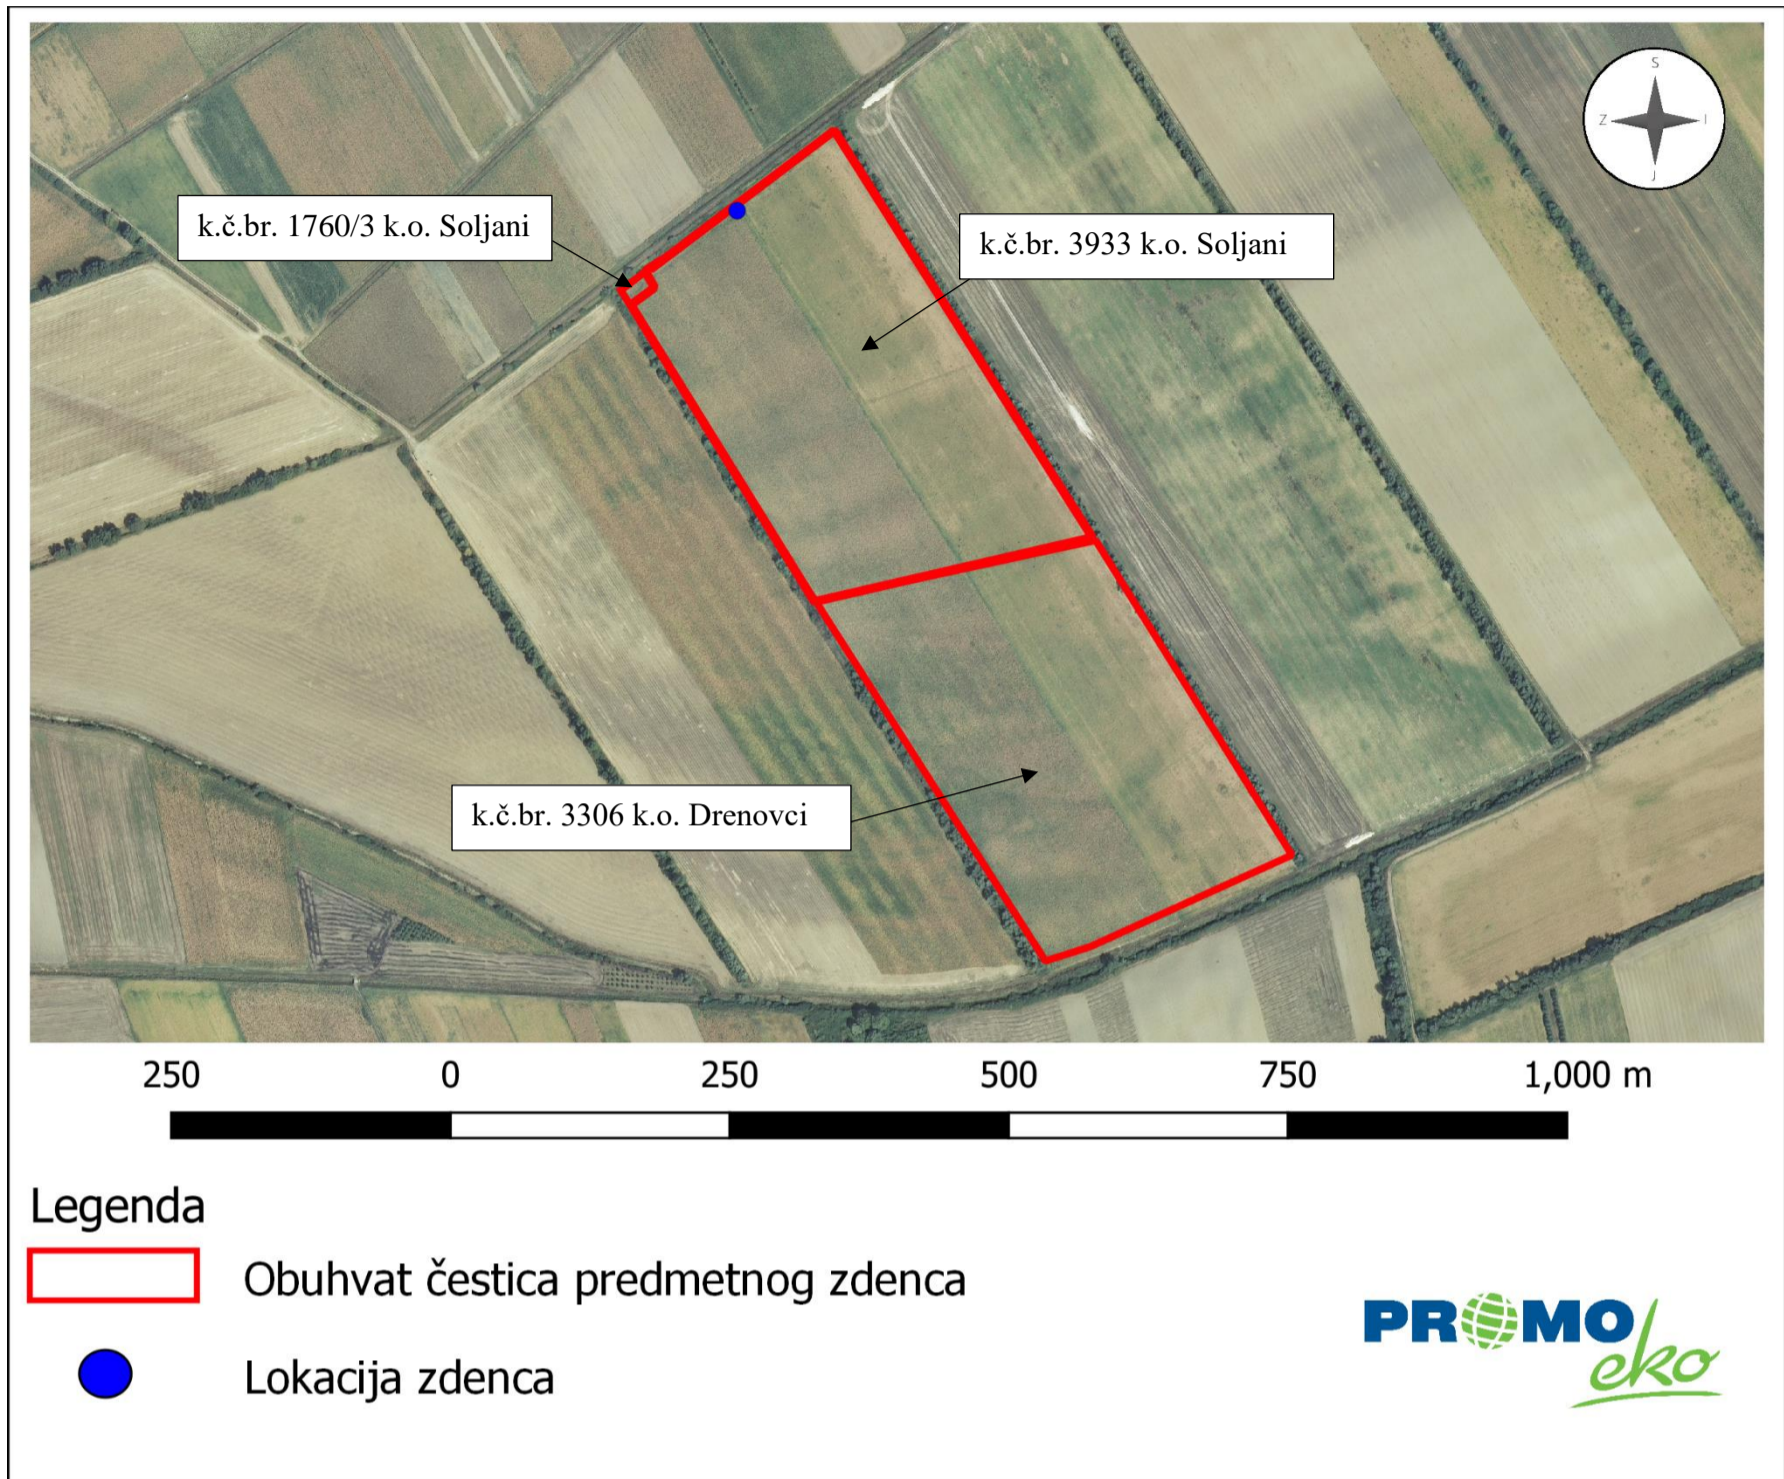 S
Z I
J
k.č.br. 1760/3 k.o. Soljani
k.č.br. 3933 k.o. Soljani
k.č.br. 3306 k.o. Drenovci
250 0 250 500 750 1,000 m
Legenda
Obuhvat čestica predmetnog zdenca
Lokacija zdenca
PROMO
eko